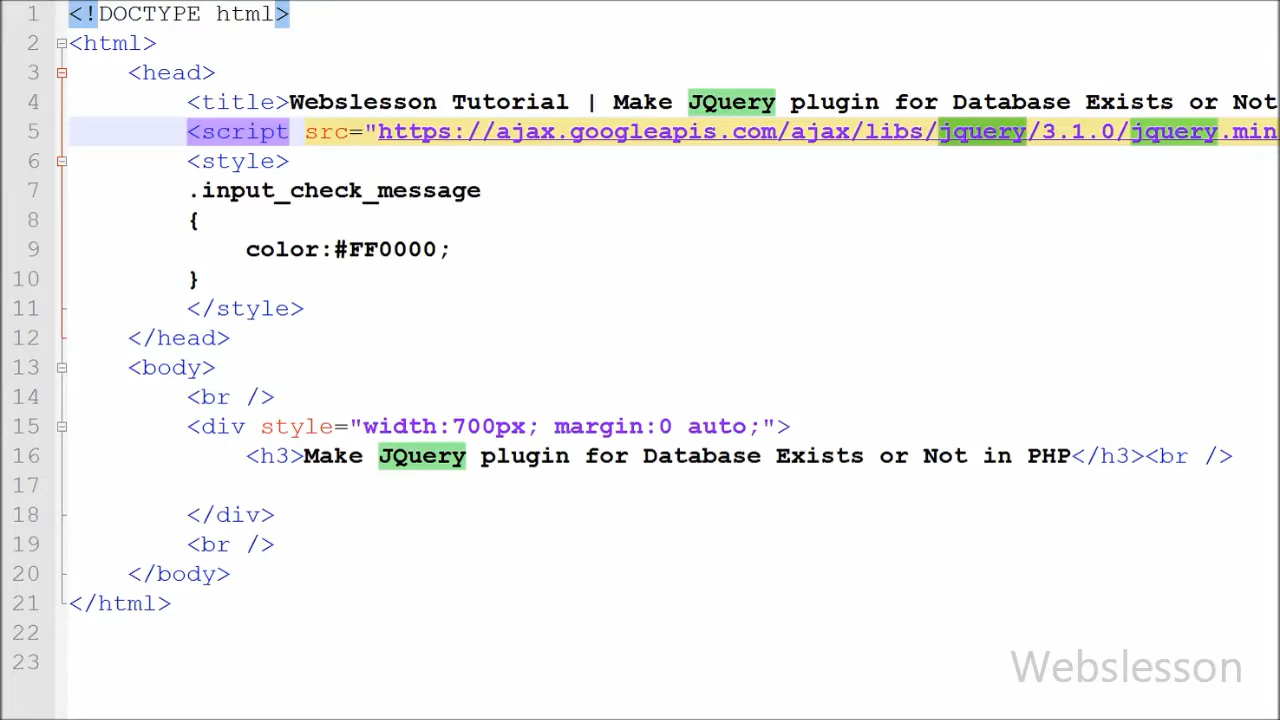 1 <!DOCTYPE html>
2 <html>
3 <head>
4 <title>Webslesson Tutorial | Make JQuery plugin for Database Exists or Not
5 <script src="https://ajax.googleapis.com/ajax/libs/jquery/3.1.0/jquery.min
6 <style>
7 .input_check_message
8 {
9 color:#FF0000;
10 }
11 </style>
12 </head>
13 <body>
14 <br />
15 <div style="width:700px; margin:0 auto;">
16 <h3>Make JQuery plugin for Database Exists or Not in PHP</h3><br />
17
18 </div>
19 <br />
20 </body>
21 </html>
22
23
Webslesson